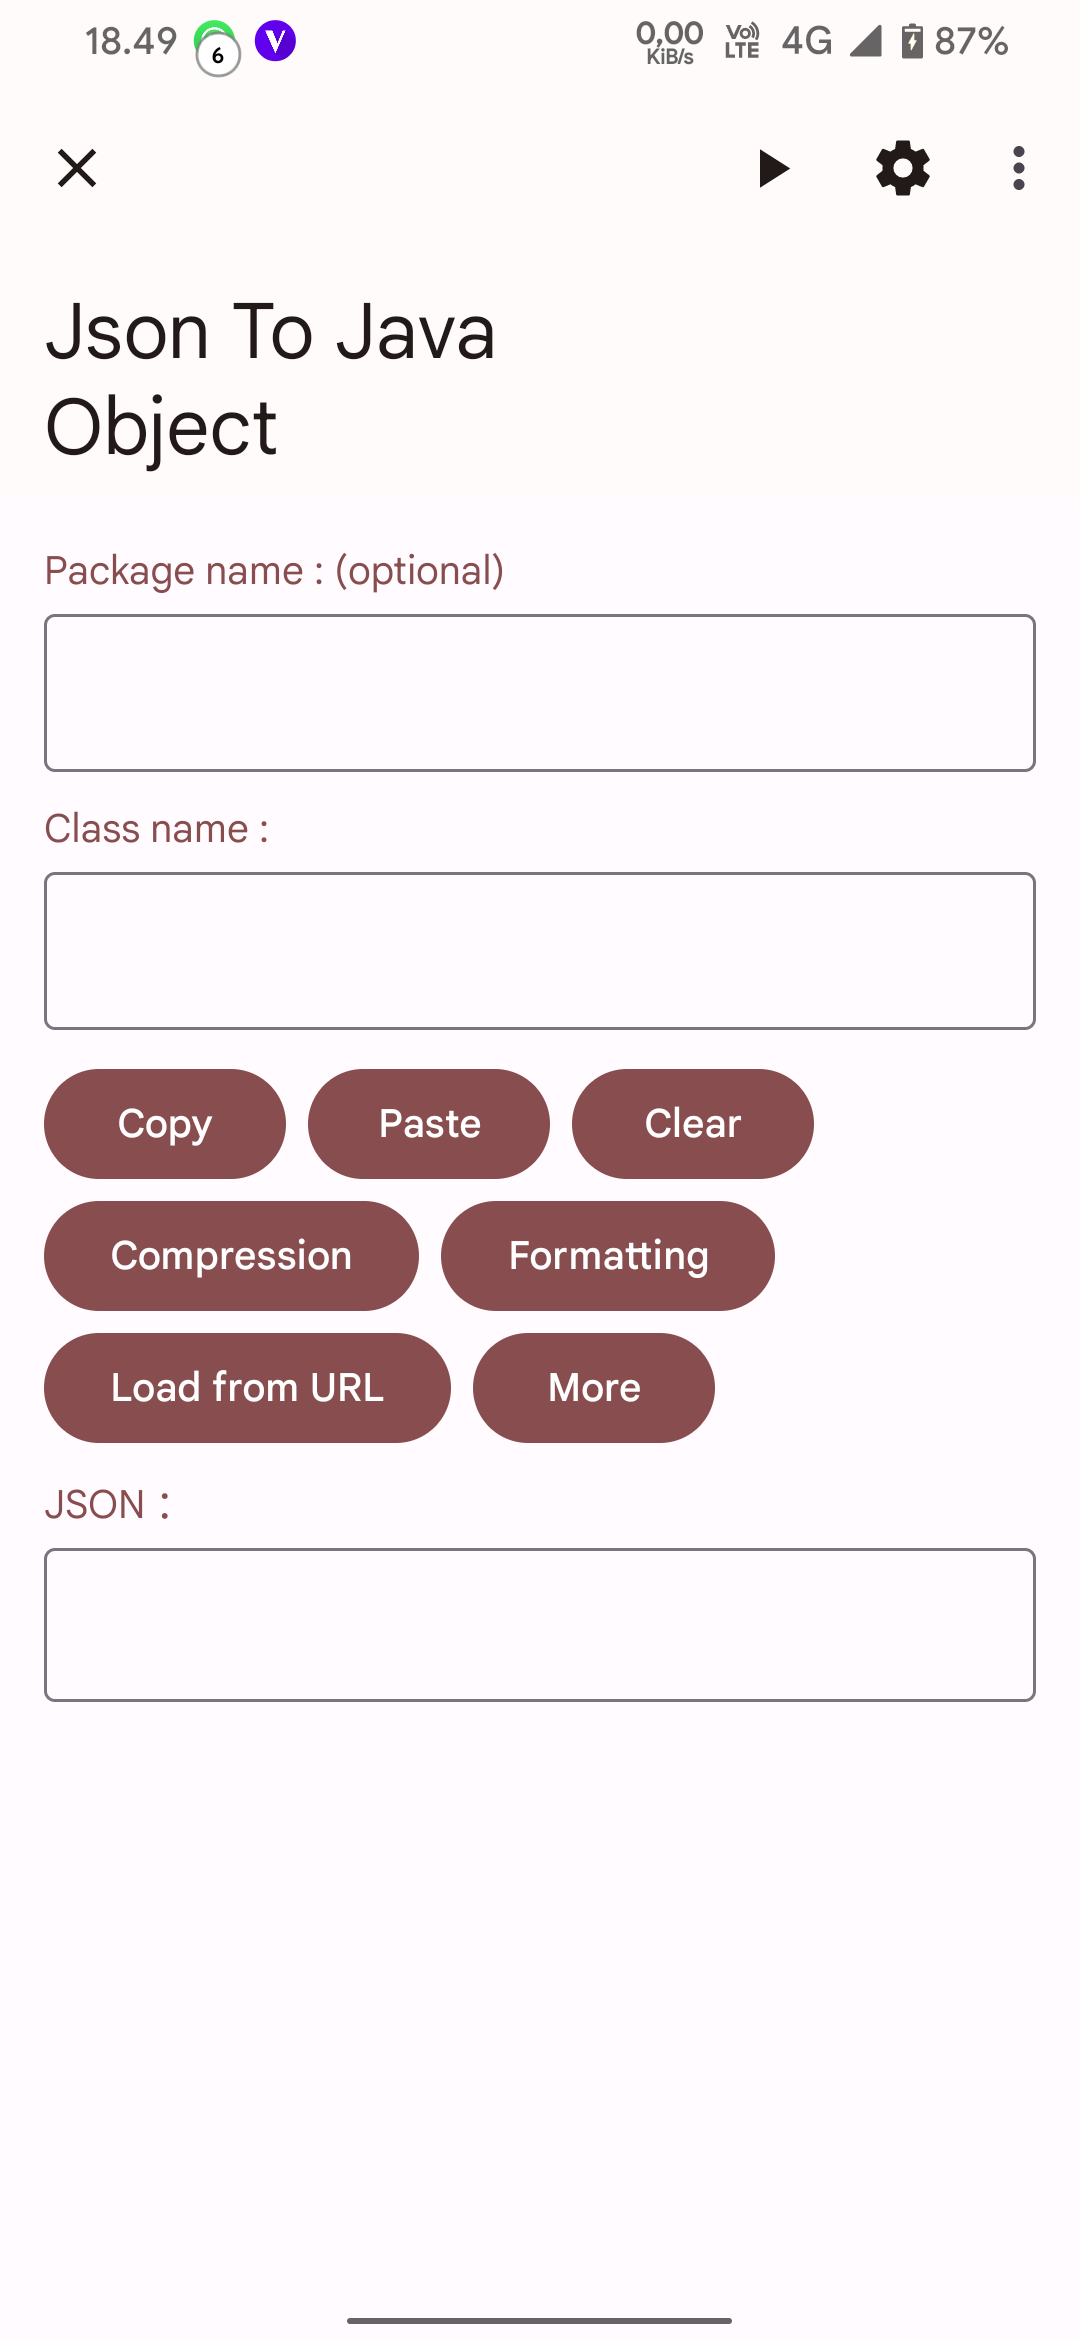 18.49 6 V 0,00 KiB/s Vo)) LTE 4G 87%
Json To Java
Object
Package name : (optional)
Class name :
Copy Paste Clear
Compression Formatting
Load from URL More
JSON :